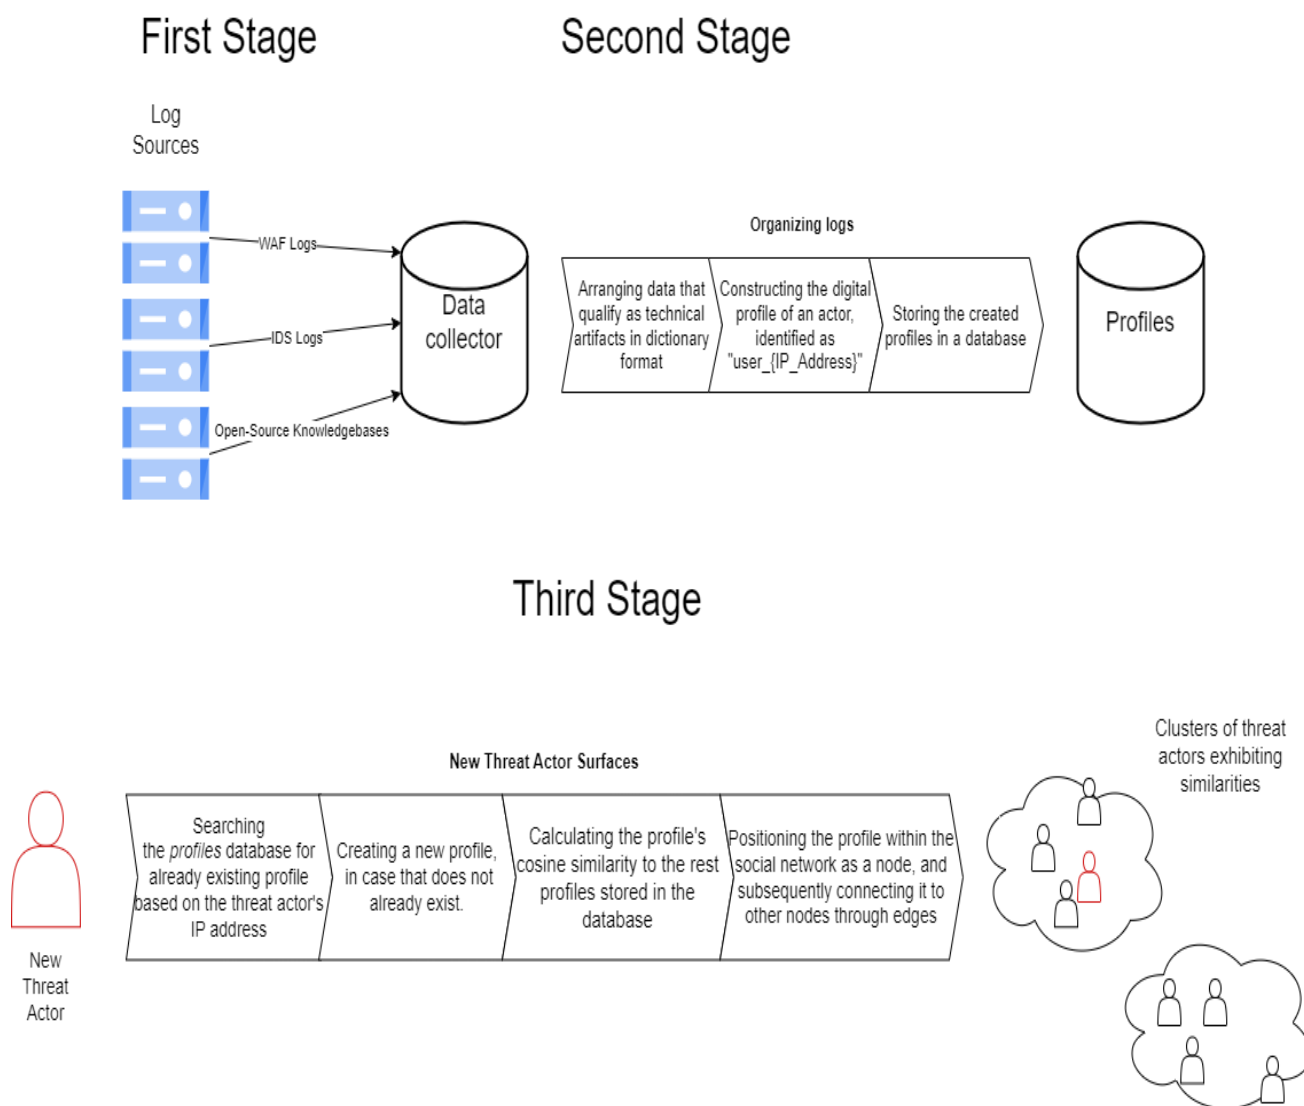 First Stage
Second Stage
Log
Sources
WAF Logs
IDS Logs
Open-Source Knowledgebases
Data
collector
Organizing logs
Arranging data that
qualify as technical
artifacts in dictionary
format
Constructing the digital
profile of an actor,
identified as
"user_{IP_Address}"
Storing the created
profiles in a database
Profiles
Third Stage
New Threat Actor Surfaces
New
Threat
Actor
Searching
the profiles database for
already existing profile
based on the threat actor's
IP address
Creating a new profile,
in case that does not
already exist.
Calculating the profile's
cosine similarity to the rest
profiles stored in the
database
Positioning the profile within the
social network as a node, and
subsequently connecting it to
other nodes through edges
Clusters of threat
actors exhibiting
similarities